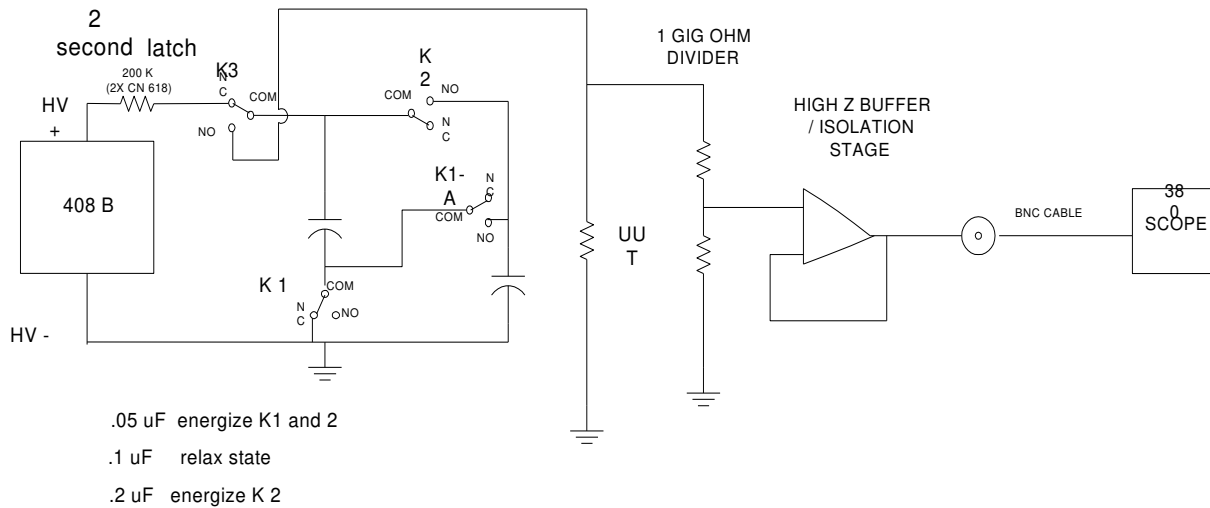 2
second latch
200 K
(2X CN 618)
HV
+
408 B
HV -
K3
N
C
COM
NO
K
2
COM
NO
N
C
K1-
A
N
C
COM
NO
K 1
COM
N
C
NO
UU
T
1 GIG OHM
DIVIDER
HIGH Z BUFFER
/ ISOLATION
STAGE
BNC CABLE
38
0
SCOPE
.05 uF energize K1 and 2
.1 uF relax state
.2 uF energize K 2